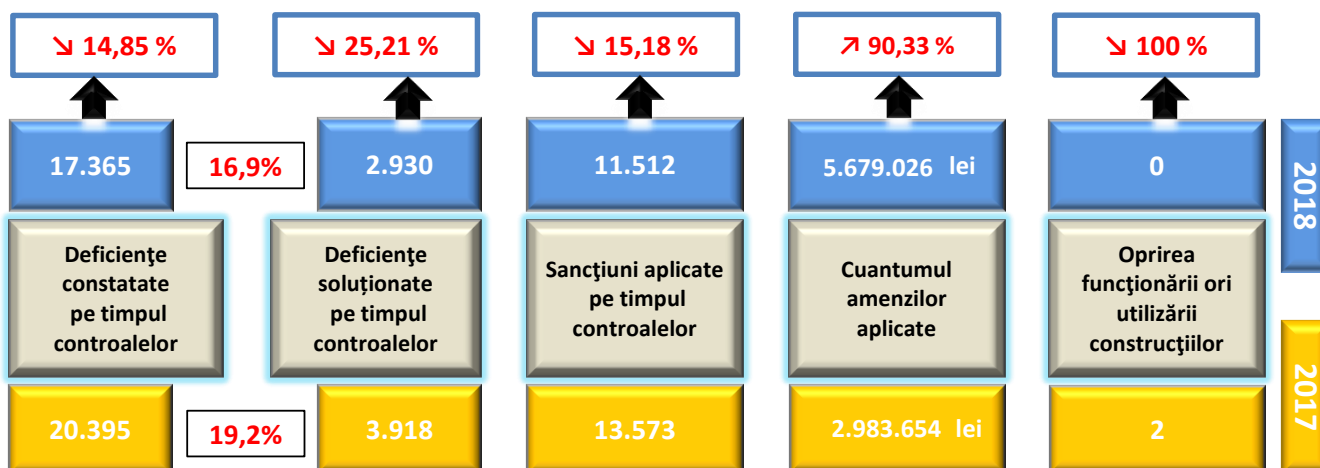 ↘ 14,85 %
↘ 25,21 %
↘ 15,18 %
↗ 90,33 %
↘ 100 %
17.365
16,9%
2.930
11.512
5.679.026 lei
0
2018
Deficienţe
constatate
pe timpul
controalelor
Deficiențe
soluționate
pe timpul
controalelor
Sancţiuni aplicate
pe timpul
controalelor
Cuantumul
amenzilor
aplicate
Oprirea
funcţionării ori
utilizării
construcţiilor
20.395
19,2%
3.918
13.573
2.983.654 lei
2
2017